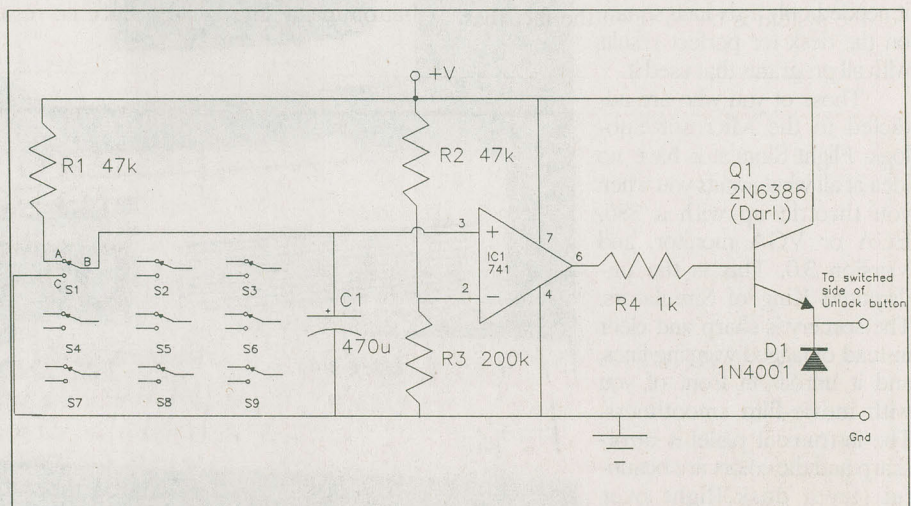 +V
R1 47k
R2 47k
Q1
2N6386
(Darl.)
3
+
7
A
B
IC1
741
6
C
S1
S2
S3
2
−
4
R4 1k
To switched
side of
Unlock button
+
C1
470u
S4
S5
S6
R3 200k
D1
1N4001
S7
S8
S9
Gnd